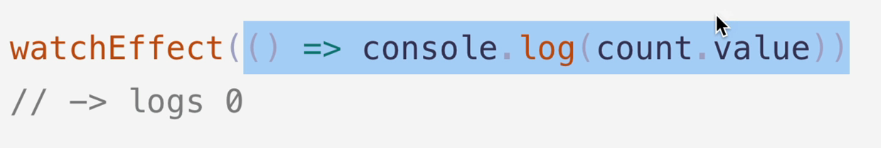 watchEffect(() => console.log(count.value))
// -> logs 0